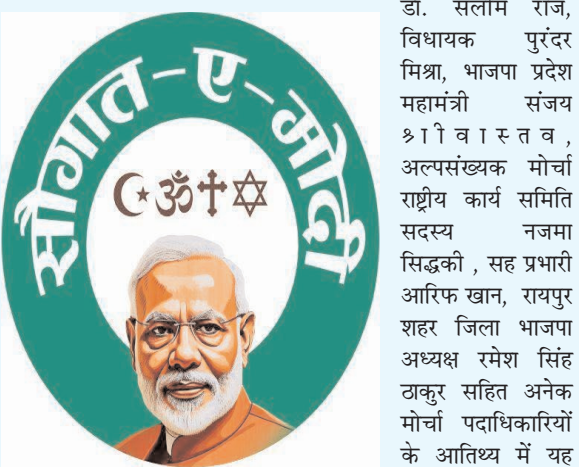 सौगात-ए-मोदी
डॉ. सलीम राज,
विधायक पुरंदर
मिश्रा, भाजपा प्रदेश
महामंत्री संजय
श्रीवास्तव,
अल्पसंख्यक मोर्चा
राष्ट्रीय कार्य समिति
सदस्य नजमा
सिद्धकी , सह प्रभारी
आरिफ खान, रायपुर
शहर जिला भाजपा
अध्यक्ष रमेश सिंह
ठाकुर सहित अनेक
मोर्चा पदाधिकारियों
के आतिथ्य में यह